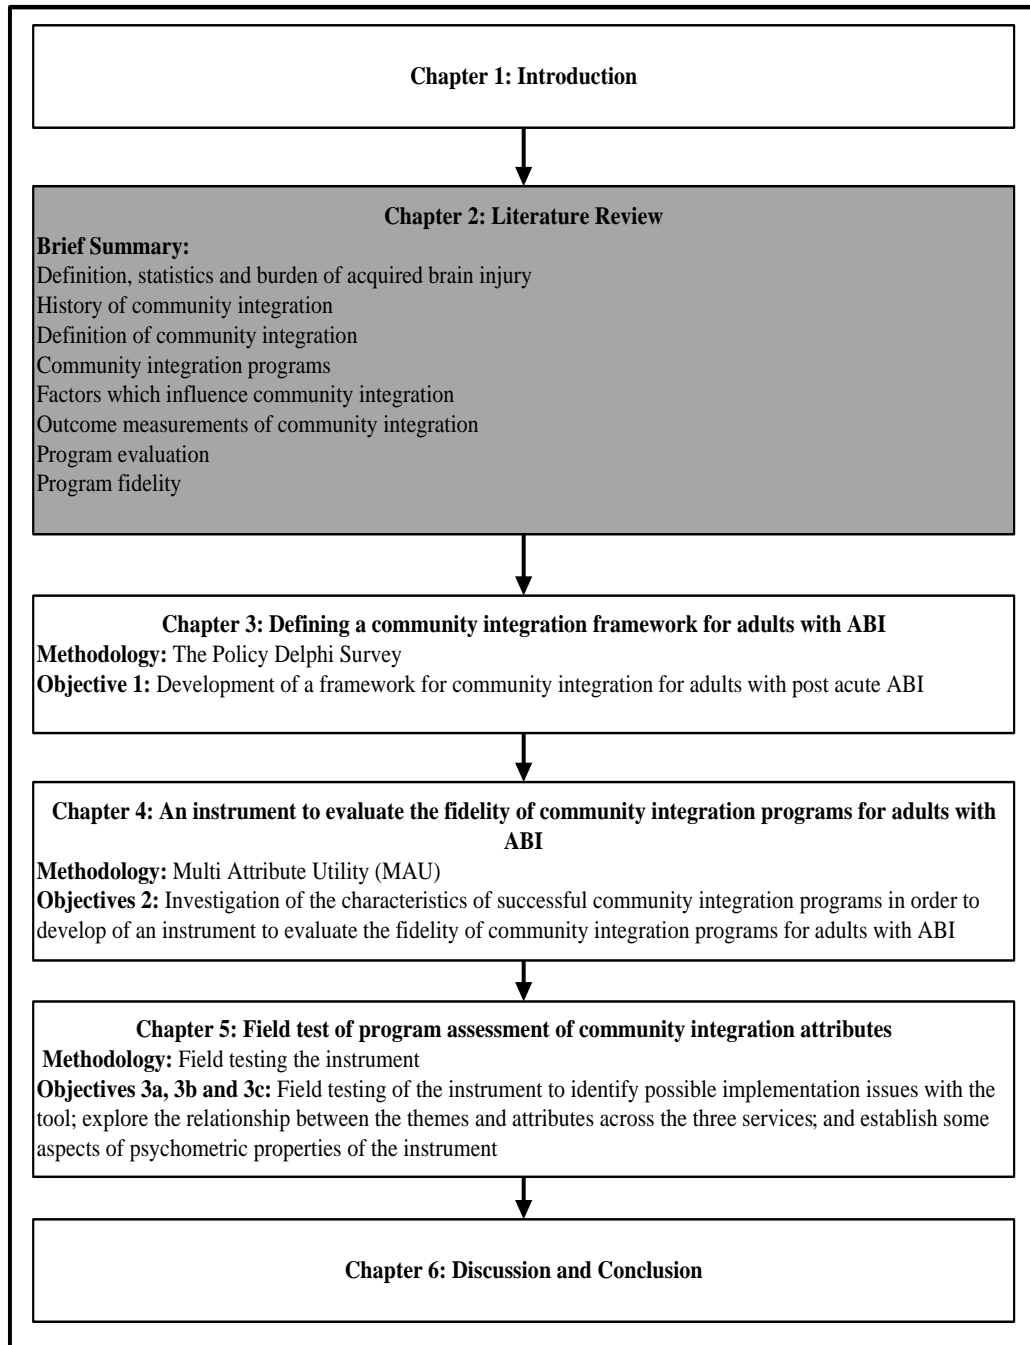 Chapter 1: Introduction
Chapter 2: Literature Review
Brief Summary:
Definition, statistics and burden of acquired brain injury
History of community integration
Definition of community integration
Community integration programs
Factors which influence community integration
Outcome measurements of community integration
Program evaluation
Program fidelity
Chapter 3: Defining a community integration framework for adults with ABI
Methodology: The Policy Delphi Survey
Objective 1: Development of a framework for community integration for adults with post acute ABI
Chapter 4: An instrument to evaluate the fidelity of community integration programs for adults with
ABI
Methodology: Multi Attribute Utility (MAU)
Objectives 2: Investigation of the characteristics of successful community integration programs in order to
develop of an instrument to evaluate the fidelity of community integration programs for adults with ABI
Chapter 5: Field test of program assessment of community integration attributes
Methodology: Field testing the instrument
Objectives 3a, 3b and 3c: Field testing of the instrument to identify possible implementation issues with the
tool; explore the relationship between the themes and attributes across the three services; and establish some
aspects of psychometric properties of the instrument
Chapter 6: Discussion and Conclusion